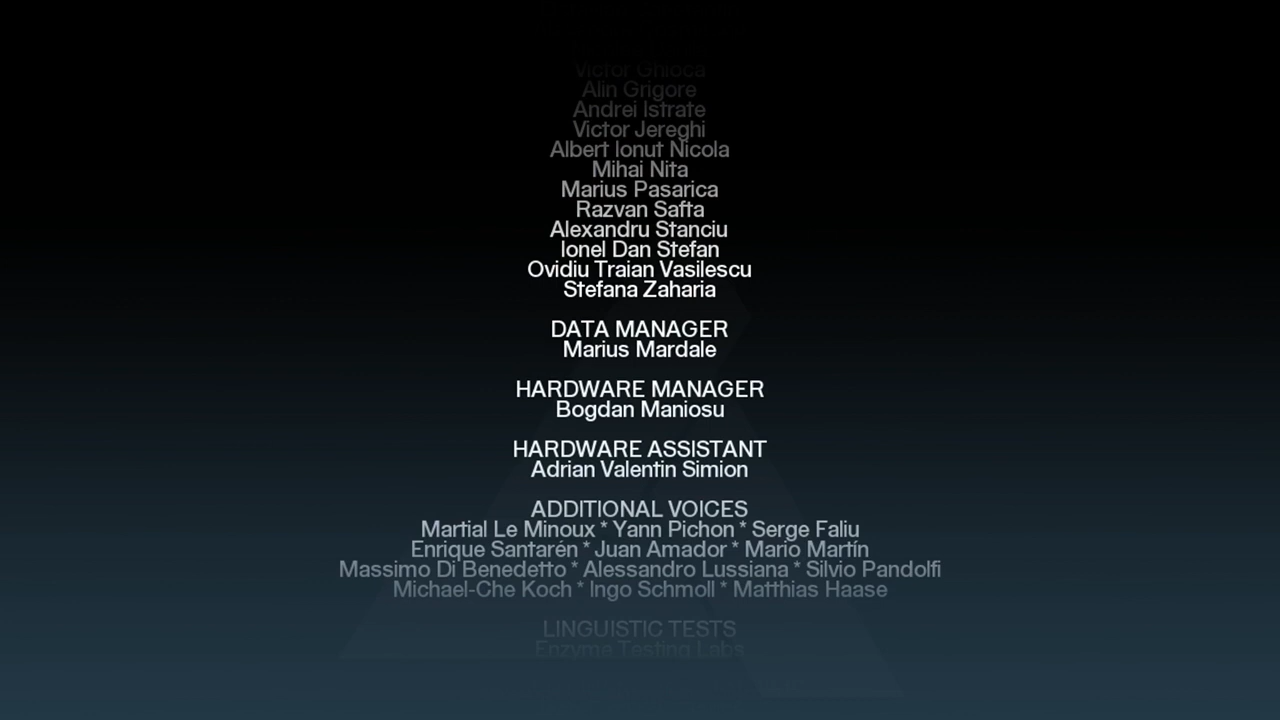 Victor Ghioca
Alin Grigore
Andrei Istrate
Victor Jereghi
Albert Ionut Nicola
Mihai Nita
Marius Pasarica
Razvan Safta
Alexandru Stanciu
Ionel Dan Stefan
Ovidiu Traian Vasilescu
Stefana Zaharia
DATA MANAGER
Marius Mardale
HARDWARE MANAGER
Bogdan Maniosu
HARDWARE ASSISTANT
Adrian Valentin Simion
ADDITIONAL VOICES
Martial Le Minoux * Yann Pichon * Serge Faliu
Enrique Santarén * Juan Amador * Mario Martín
Massimo Di Benedetto * Alessandro Lussiana * Silvio Pandolfi
Michael-Che Koch * Ingo Schmoll * Matthias Haase
LINGUISTIC TESTS
Enzyme Testing Labs